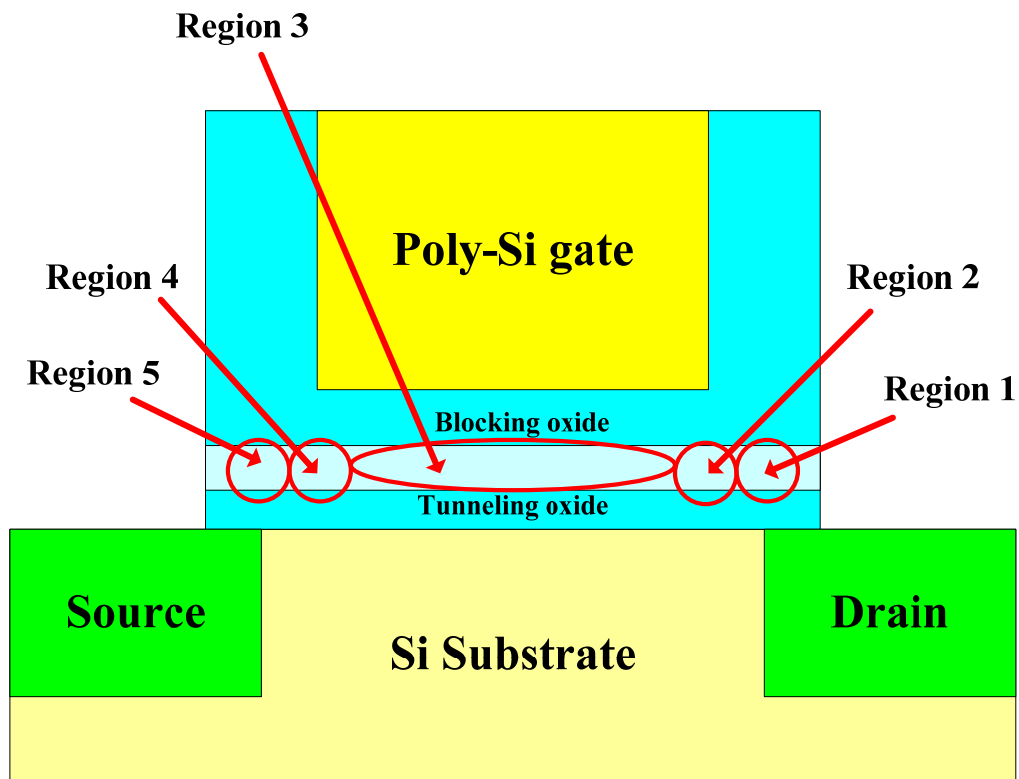 Region 3
Poly-Si gate
Region 4
Region 2
Region 5
Region 1
Blocking oxide
Tunneling oxide
Source
Drain
Si Substrate